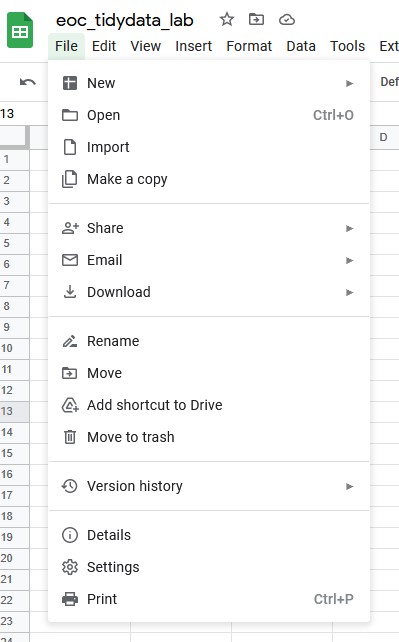 eoc_tidydata_lab
File Edit View Insert Format Data Tools Ext
Def
13
D
New
Open Ctrl+O
Import
Make a copy
Share
Email
Download
Rename
Move
Add shortcut to Drive
Move to trash
Version history
Details
Settings
Print Ctrl+P
1
2
3
4
5
6
7
8
9
10
11
12
13
14
15
16
17
18
19
20
21
22
23
24